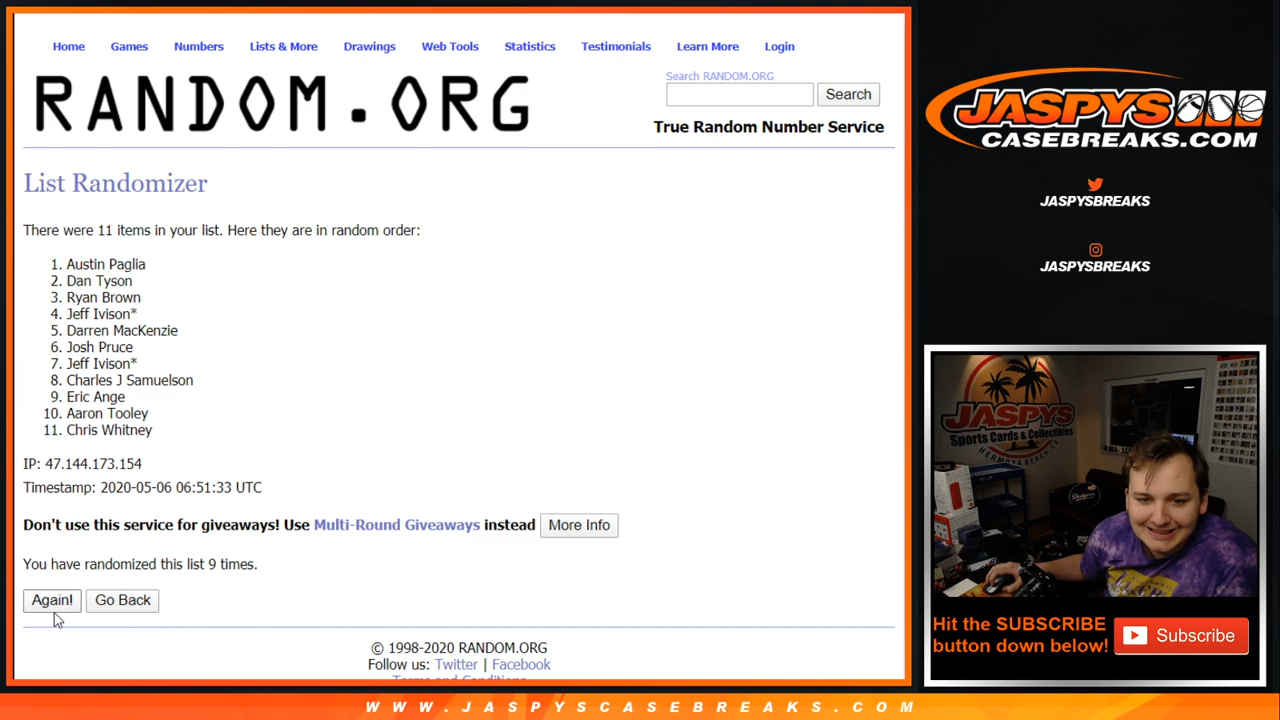 Home Games Numbers Lists & More Drawings Web Tools Statistics Testimonials Learn More Login
RANDOM.ORG
Search RANDOM.ORG
Search
True Random Number Service
List Randomizer
There were 11 items in your list. Here they are in random order:
1. Austin Paglia
2. Dan Tyson
3. Ryan Brown
4. Jeff Ivison*
5. Darren MacKenzie
6. Josh Pruce
7. Jeff Ivison*
8. Charles J Samuelson
9. Eric Ange
10. Aaron Tooley
11. Chris Whitney
IP: 47.144.173.154
Timestamp: 2020-05-06 06:51:33 UTC
Don't use this service for giveaways! Use Multi-Round Giveaways instead More Info
You have randomized this list 9 times.
Again! Go Back
© 1998-2020 RANDOM.ORG
Follow us: Twitter | Facebook
Terms and Conditions
JASPYS
CASEBREAKS.COM
JASPYSBREAKS
JASPYSBREAKS
JASPYS
Sports Cards & Collectibles
HERMOSA BEACH, CA
Dodgers
Hit the SUBSCRIBE
button down below!
Subscribe
WWW.JASPYSCASEBREAKS.COM